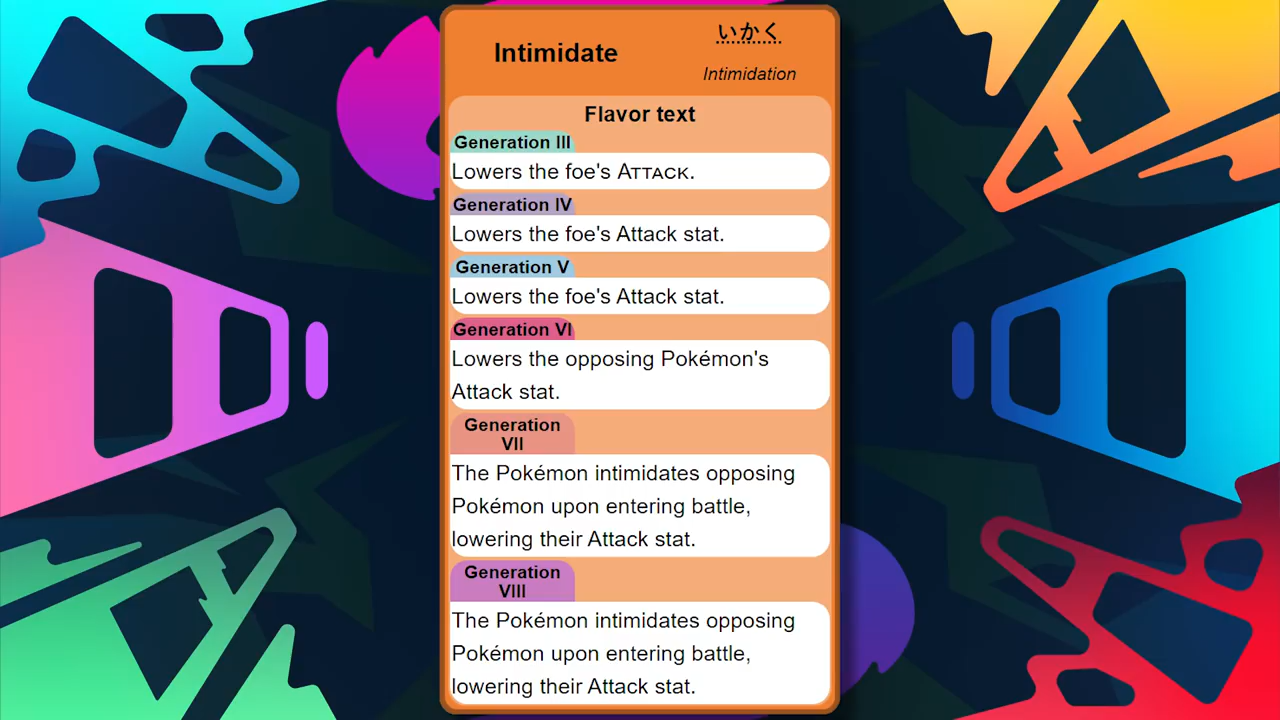 Intimidate
いかく
Intimidation
Flavor text
Generation III
Lowers the foe's ATTACK.
Generation IV
Lowers the foe's Attack stat.
Generation V
Lowers the foe's Attack stat.
Generation VI
Lowers the opposing Pokémon's
Attack stat.
Generation
VII
The Pokémon intimidates opposing
Pokémon upon entering battle,
lowering their Attack stat.
Generation
VIII
The Pokémon intimidates opposing
Pokémon upon entering battle,
lowering their Attack stat.